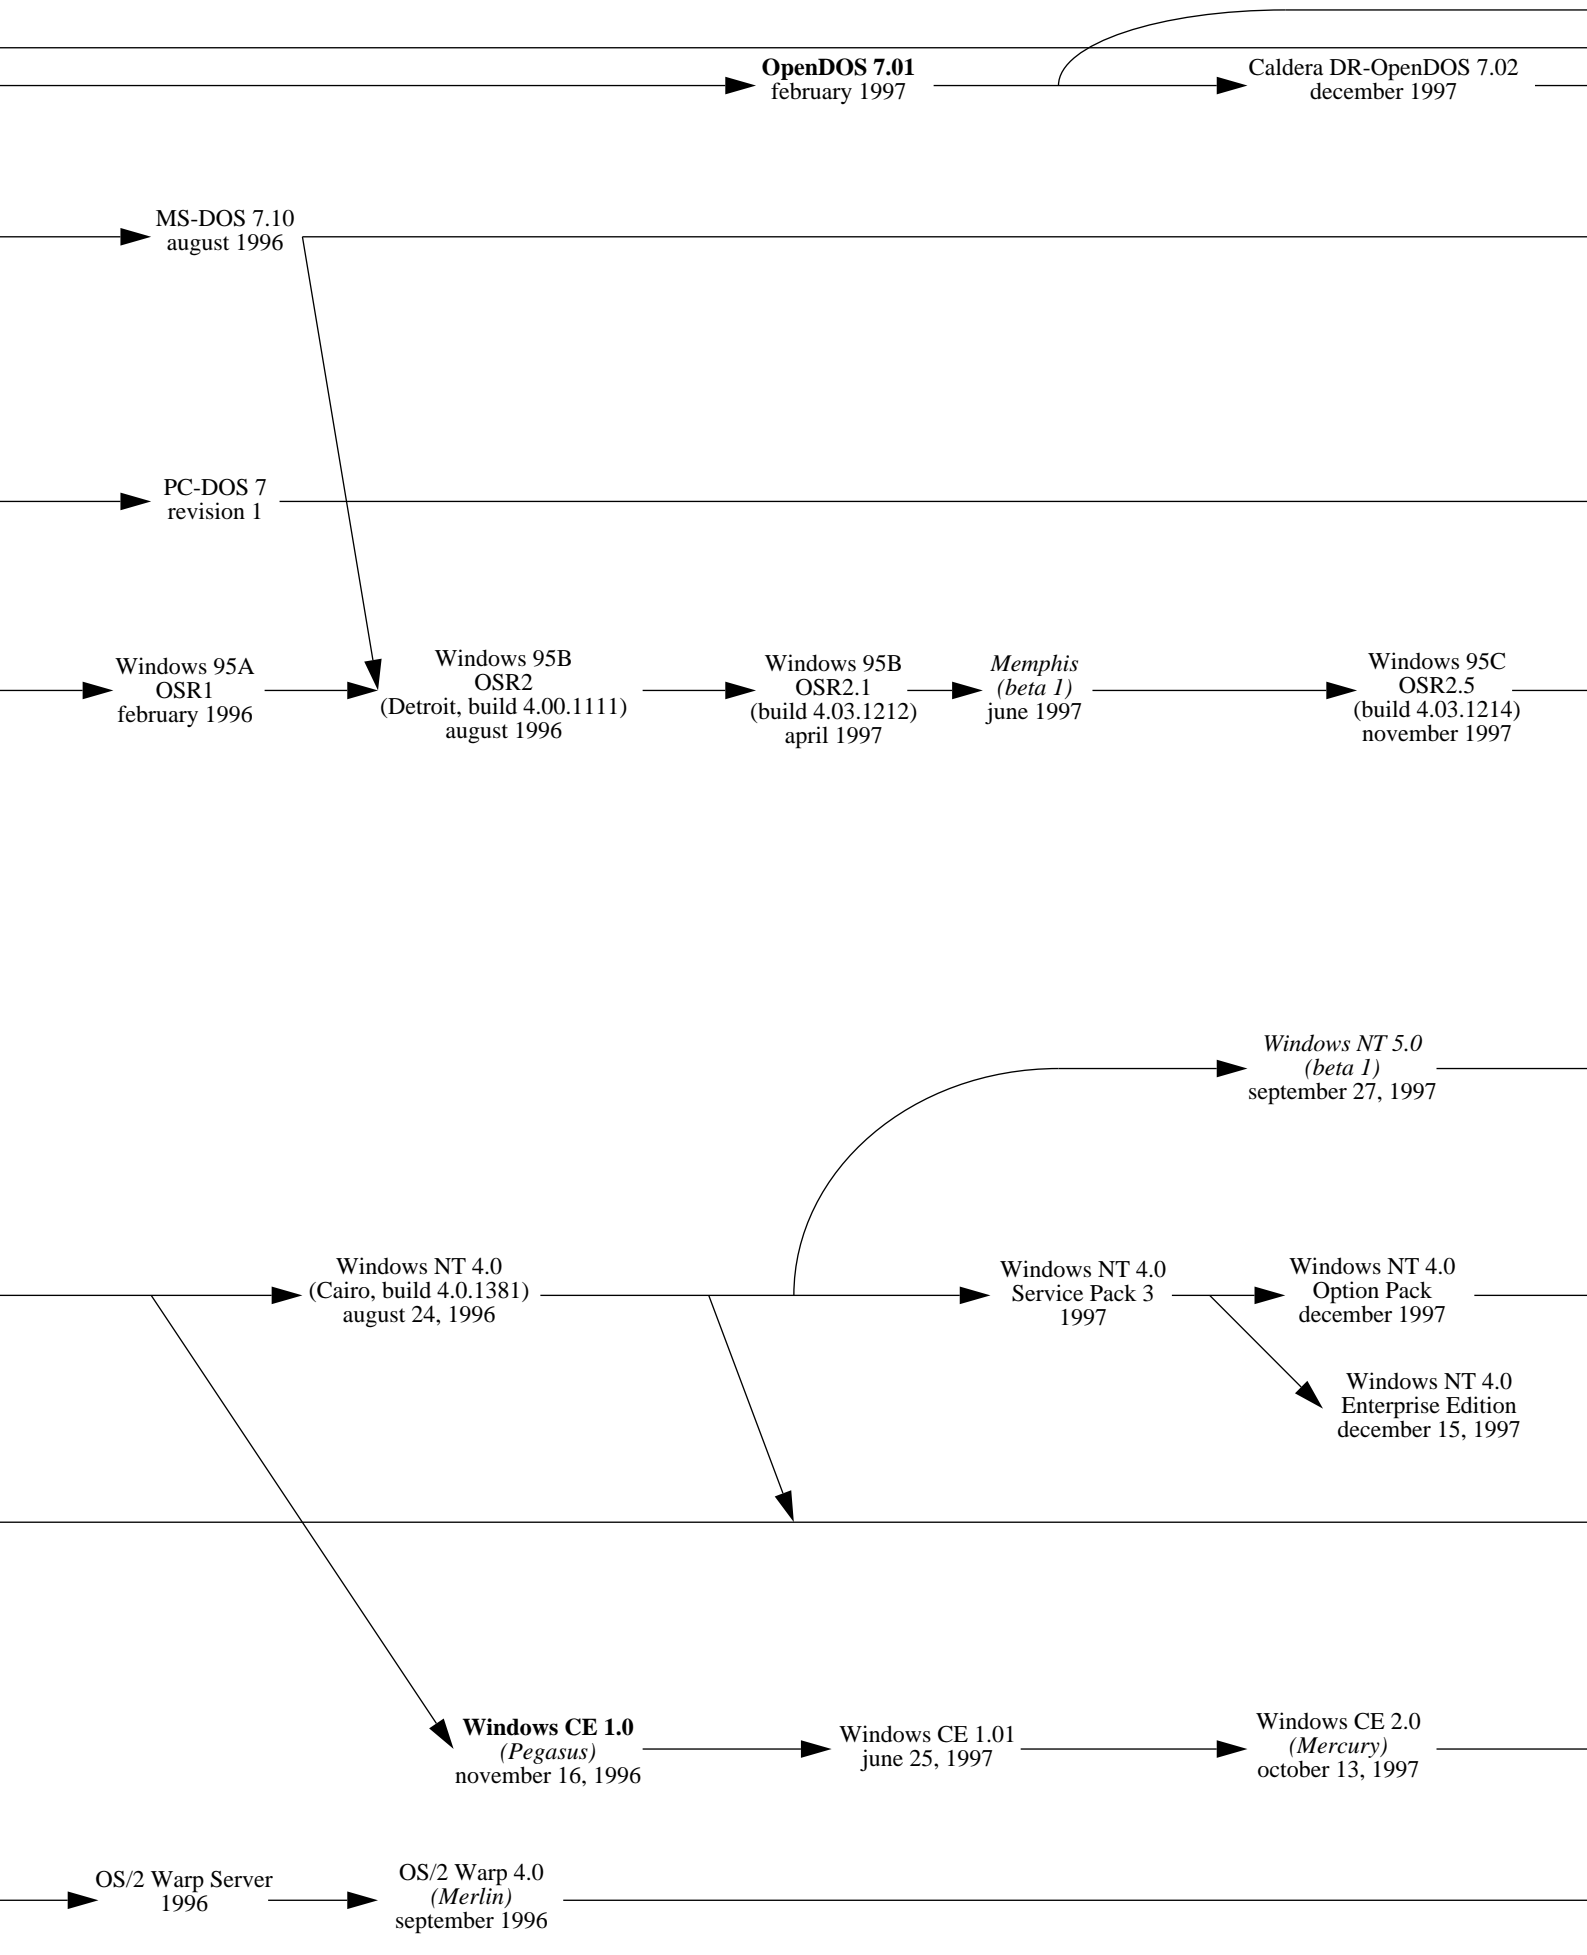 OpenDOS 7.01
february 1997
Caldera DR-OpenDOS 7.02
december 1997
MS-DOS 7.10
august 1996
PC-DOS 7
revision 1
Windows 95A
OSR1
february 1996
Windows 95B
OSR2
(Detroit, build 4.00.1111)
august 1996
Windows 95B
OSR2.1
(build 4.03.1212)
april 1997
Memphis
(beta 1)
june 1997
Windows 95C
OSR2.5
(build 4.03.1214)
november 1997
Windows NT 5.0
(beta 1)
september 27, 1997
Windows NT 4.0
(Cairo, build 4.0.1381)
august 24, 1996
Windows NT 4.0
Service Pack 3
1997
Windows NT 4.0
Option Pack
december 1997
Windows NT 4.0
Enterprise Edition
december 15, 1997
Windows CE 1.0
(Pegasus)
november 16, 1996
Windows CE 1.01
june 25, 1997
Windows CE 2.0
(Mercury)
october 13, 1997
OS/2 Warp Server
1996
OS/2 Warp 4.0
(Merlin)
september 1996